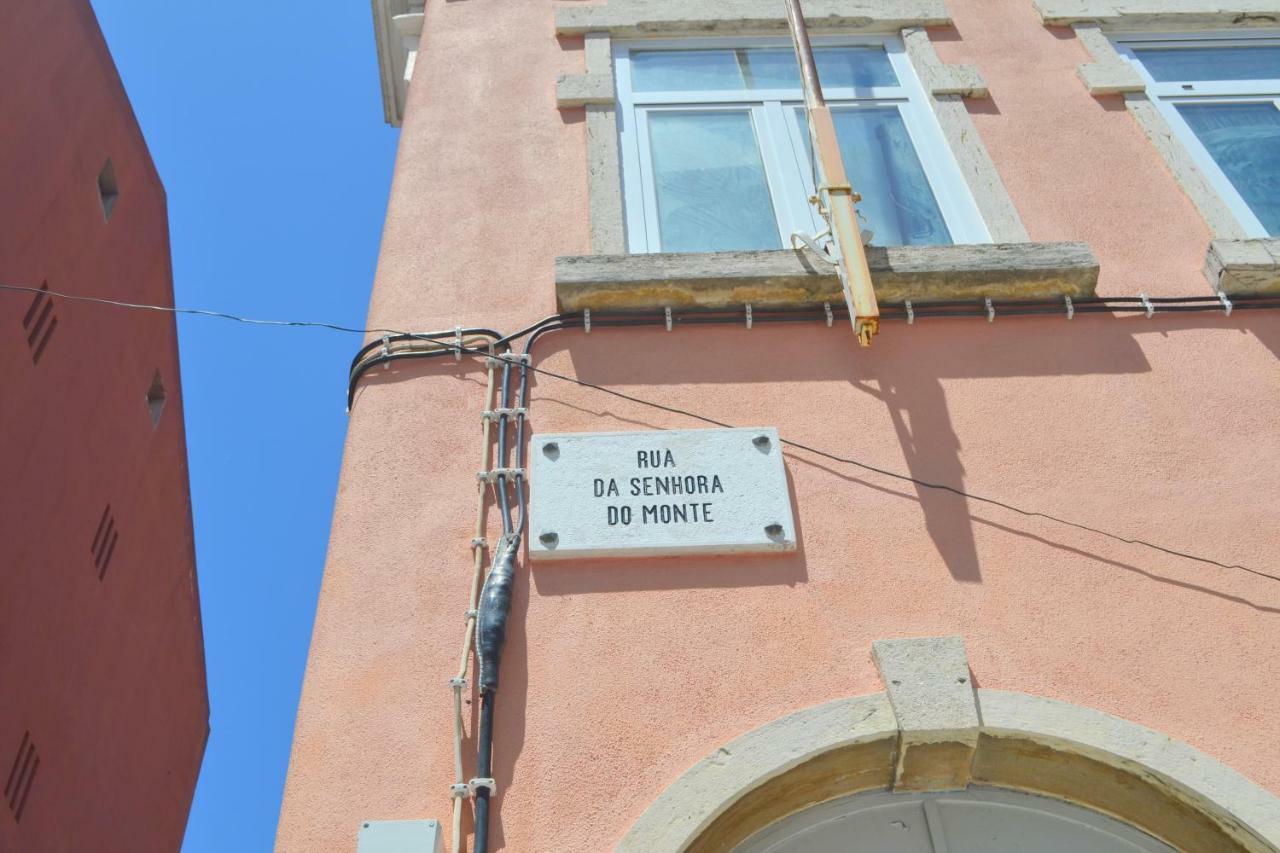 RUA
DA SENHORA
DO MONTE